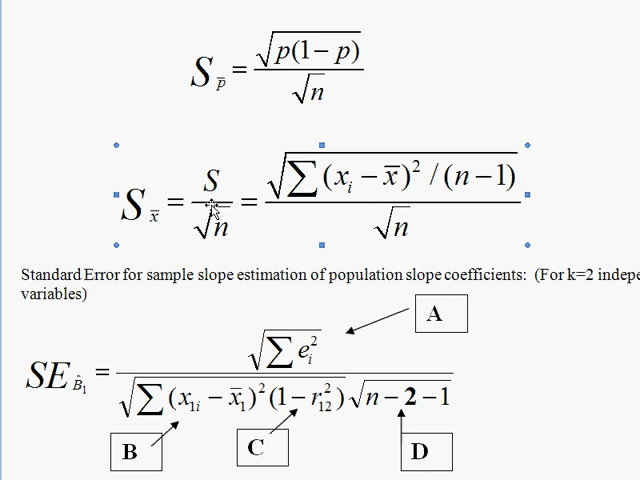 S_p̅ = √(p(1 − p)) / √n
S_x̅ = S / √n = √(∑(x_i − x̅)² / (n − 1)) / √n
Standard Error for sample slope estimation of population slope coefficients: (For k=2 indepe
variables)
A
SE_B̂₁ = √(∑e_i²) / (√(∑(x_1i − x̅_1)²(1 − r_12²)) √(n − 2 − 1))
B
C
D